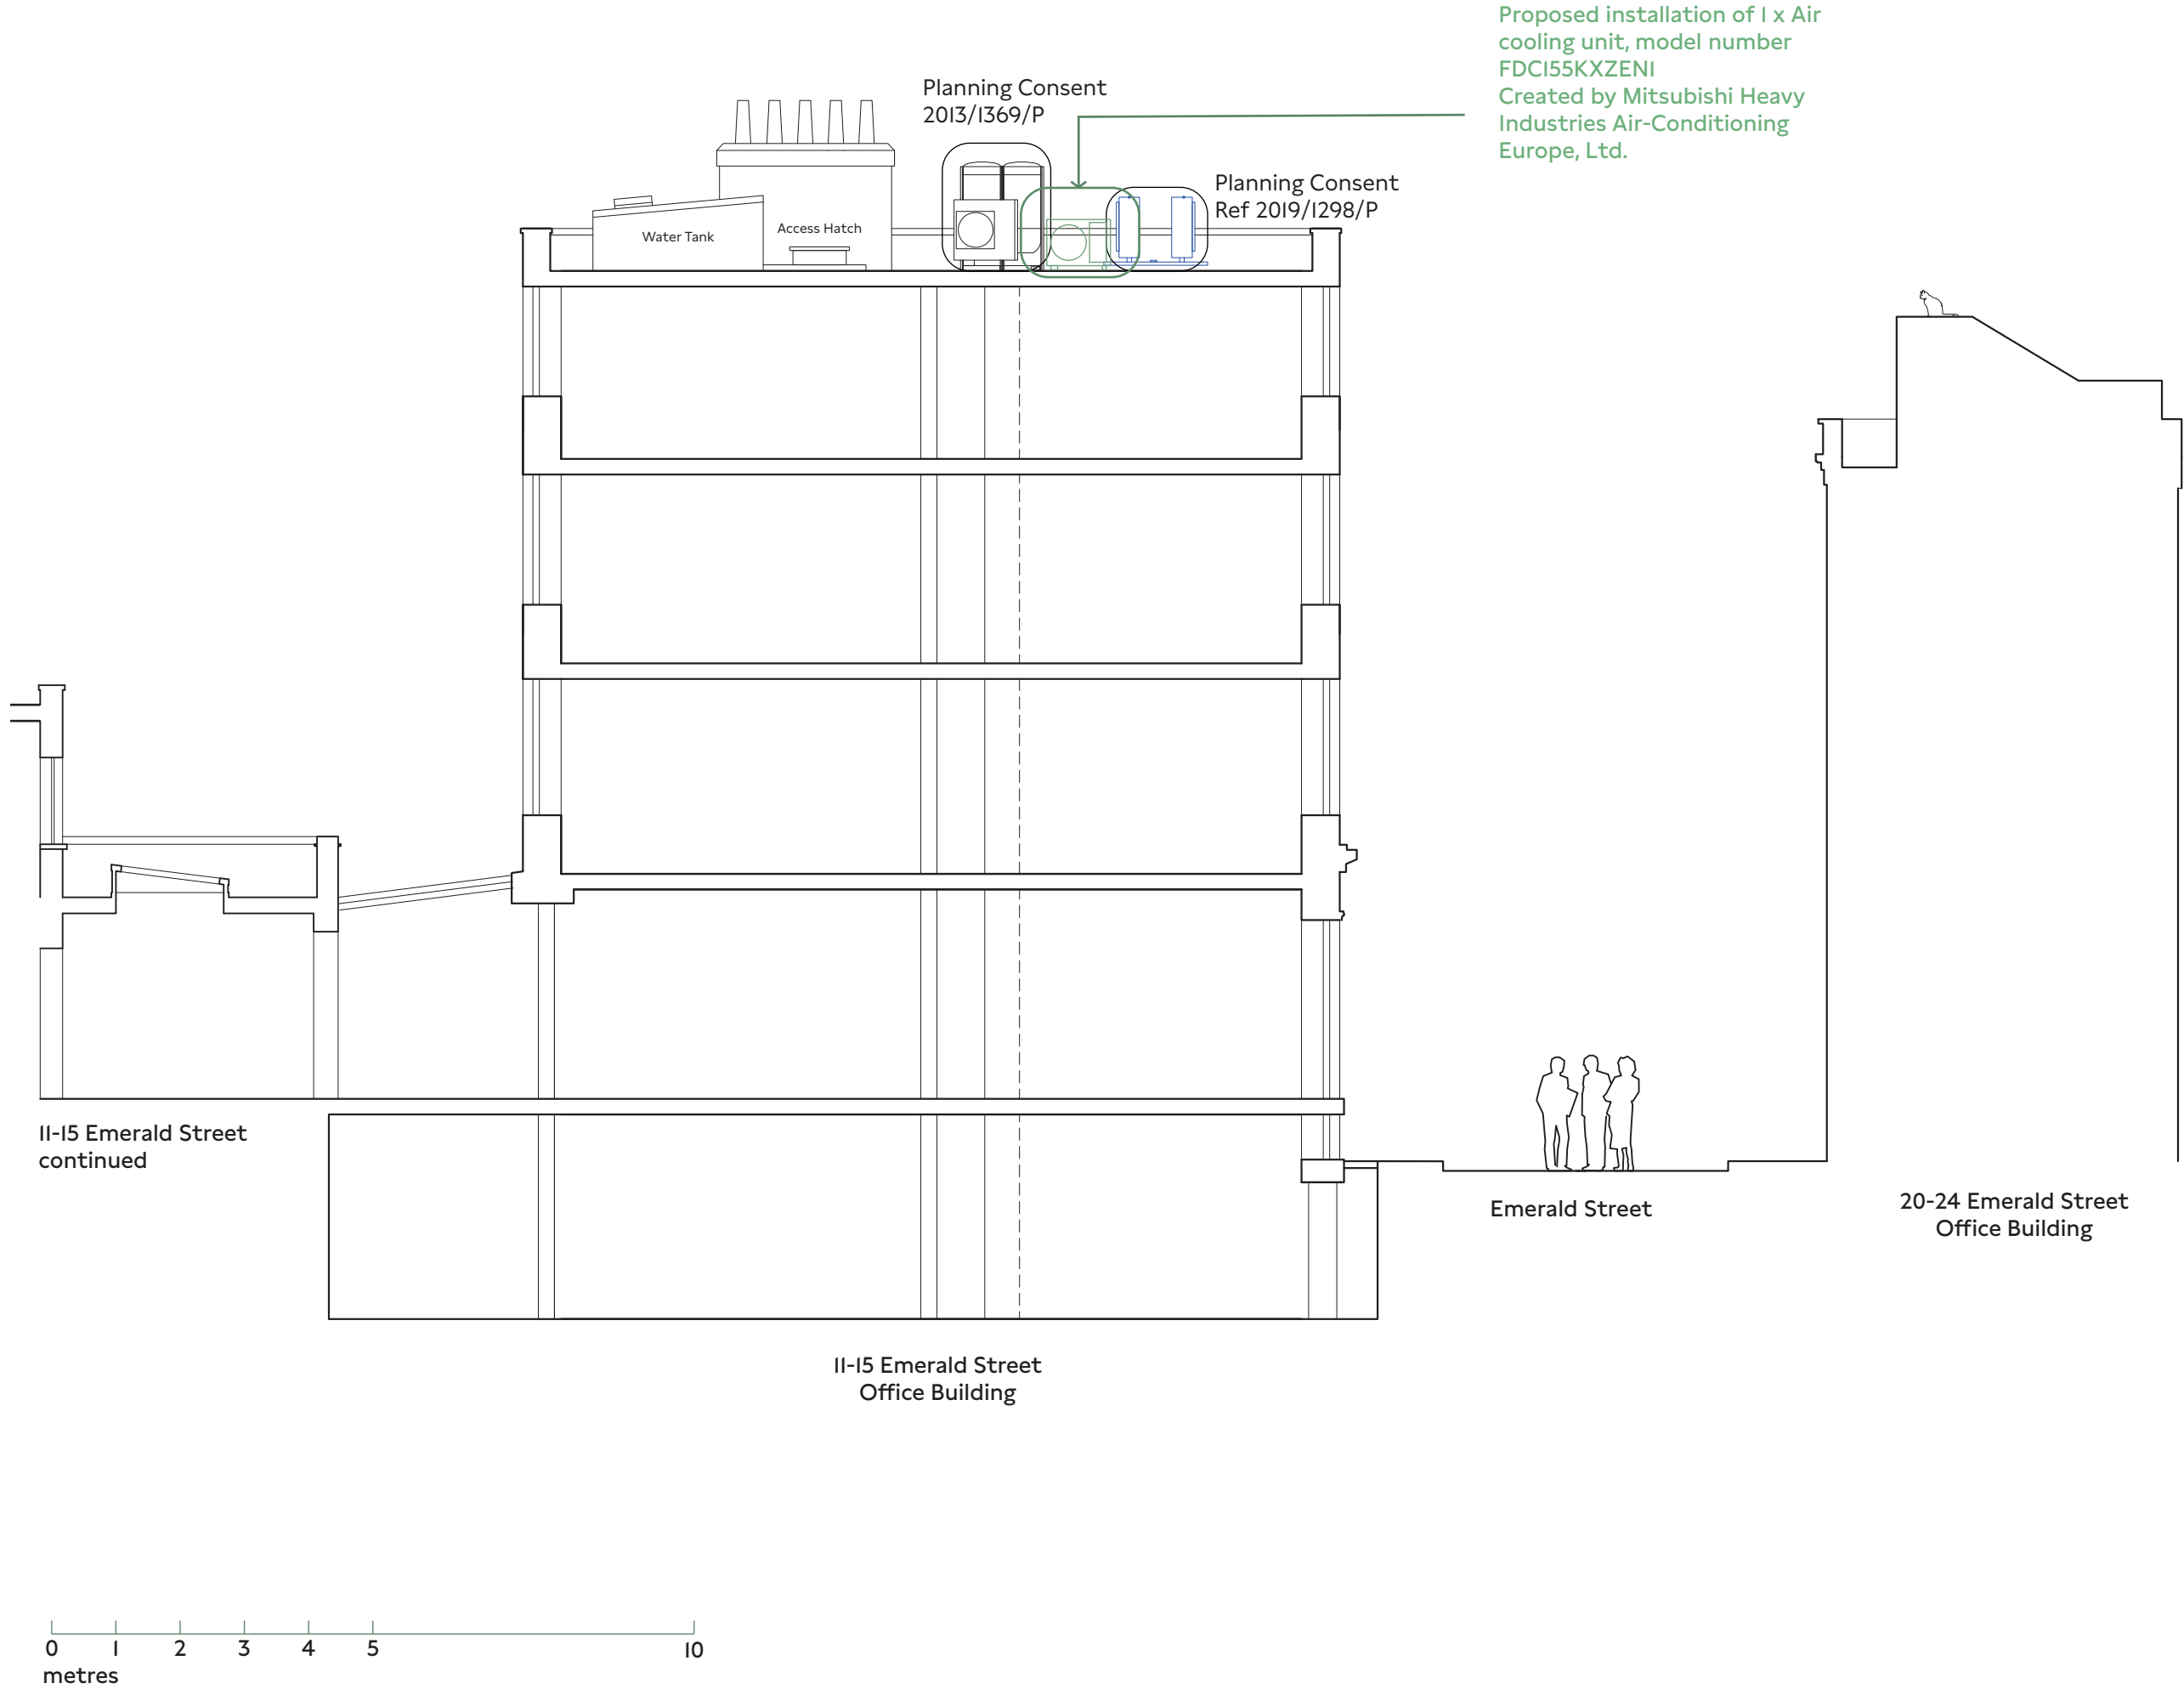 Proposed installation of 1 x Air
cooling unit, model number
FDC155KXZEN1
Created by Mitsubishi Heavy
Industries Air-Conditioning
Europe, Ltd.
Planning Consent
2013/1369/P
Planning Consent
Ref 2019/1298/P
Water Tank
Access Hatch
11-15 Emerald Street
continued
Emerald Street
20-24 Emerald Street
Office Building
11-15 Emerald Street
Office Building
0 1 2 3 4 5 10
metres